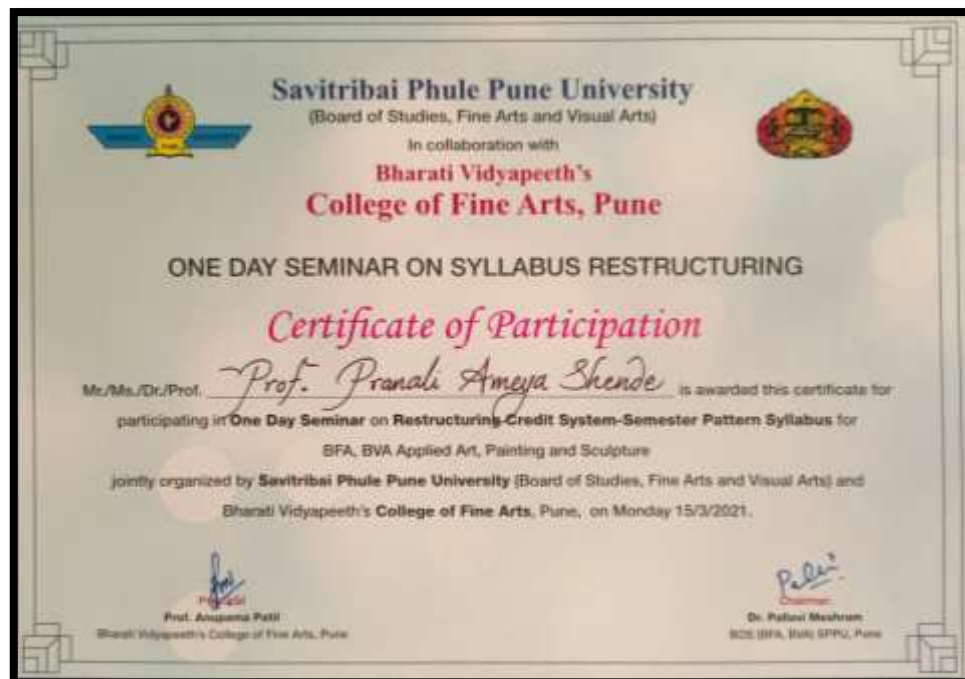 Savitribai Phule Pune University
(Board of Studies, Fine Arts and Visual Arts)
In collaboration with
Bharati Vidyapeeth's
College of Fine Arts, Pune
ONE DAY SEMINAR ON SYLLABUS RESTRUCTURING
Certificate of Participation
Mr./Ms./Dr./Prof. Prof. Pranali Ameya Shende is awarded this certificate for
participating in One Day Seminar on Restructuring-Credit System-Semester Pattern Syllabus for
BFA, BVA Applied Art, Painting and Sculpture
jointly organized by Savitribai Phule Pune University (Board of Studies, Fine Arts and Visual Arts) and
Bharati Vidyapeeth's College of Fine Arts, Pune, on Monday 15/3/2021.
Principal
Prof. Anupama Patil
Bharati Vidyapeeth's College of Fine Arts, Pune
Chairman
Dr. Pallavi Meshram
BOS (BFA, BVA) SPPU, Pune